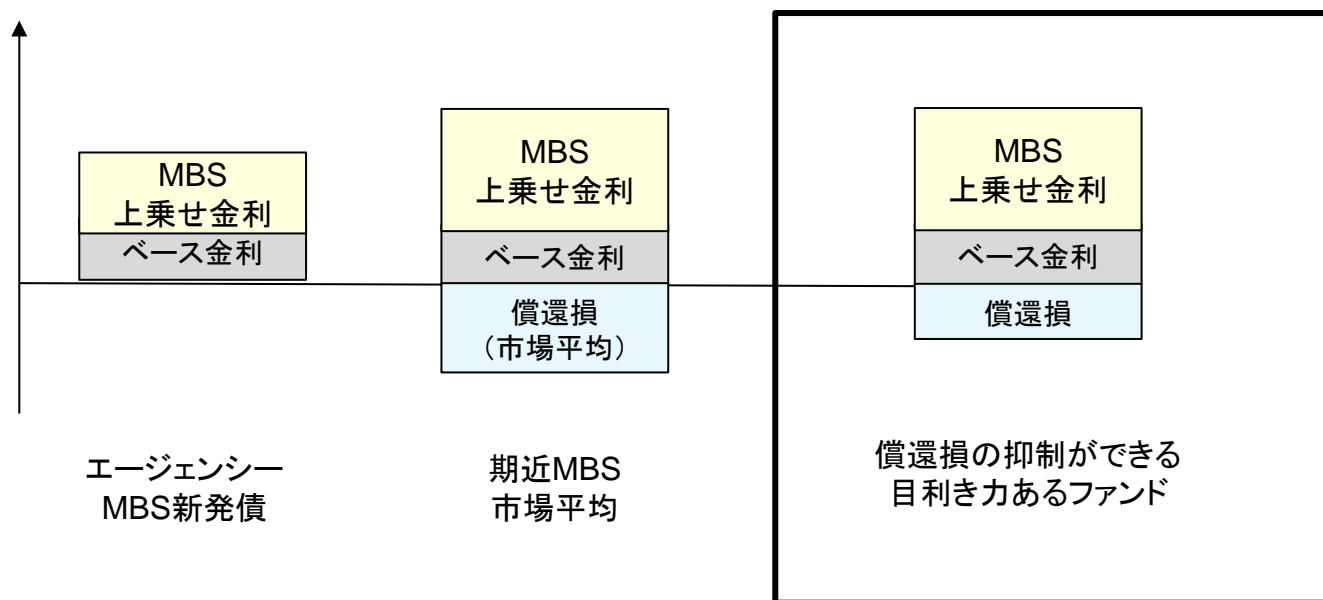 MBS
上乗せ金利
ベース金利
エージェンシー
MBS新発債
MBS
上乗せ金利
ベース金利
償還損
（市場平均）
期近MBS
市場平均
MBS
上乗せ金利
ベース金利
償還損
償還損の抑制ができる
目利き力あるファンド